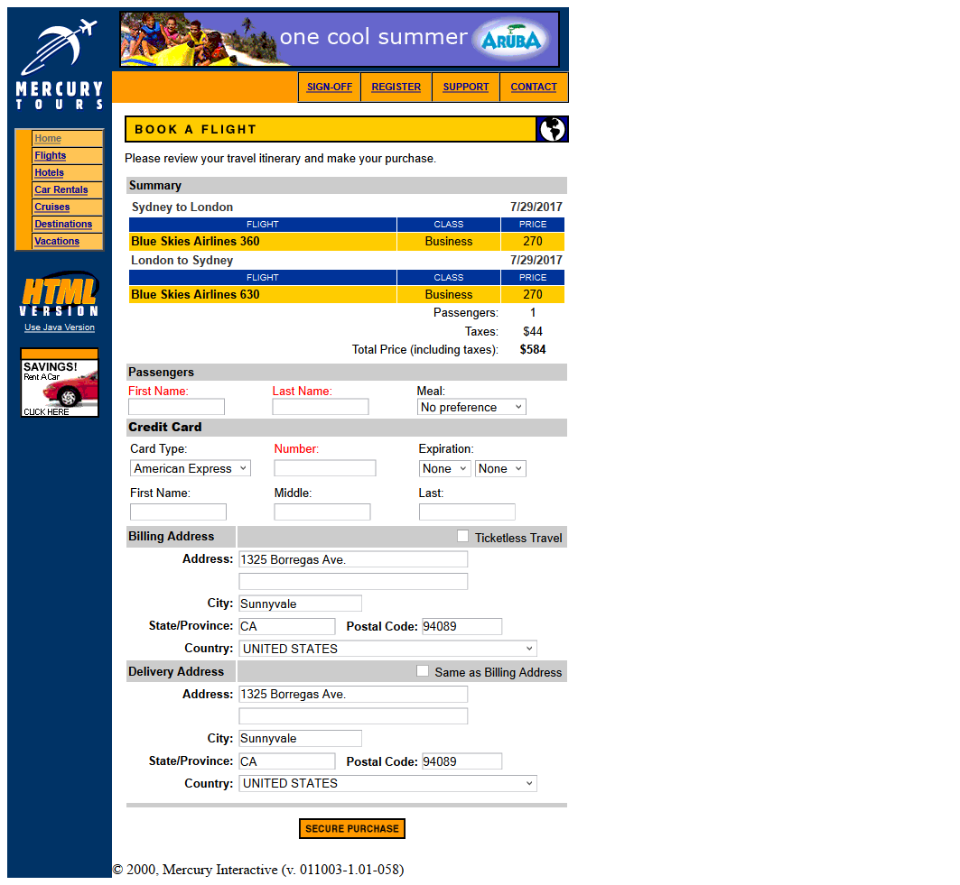 one cool summer ARUBA
MERCURY
TOURS
SIGN-OFF REGISTER SUPPORT CONTACT
Home
Flights
Hotels
Car Rentals
Cruises
Destinations
Vacations
HTML
VERSION
Use Java Version
SAVINGS!
Rent A Car
CLICK HERE
BOOK A FLIGHT
Please review your travel itinerary and make your purchase.
Summary
Sydney to London 7/29/2017
FLIGHT CLASS PRICE
Blue Skies Airlines 360 Business 270
London to Sydney 7/29/2017
FLIGHT CLASS PRICE
Blue Skies Airlines 630 Business 270
Passengers: 1
Taxes: $44
Total Price (including taxes): $584
Passengers
First Name: Last Name: Meal:
No preference
Credit Card
Card Type: Number: Expiration:
American Express None None
First Name: Middle: Last:
Billing Address Ticketless Travel
Address: 1325 Borregas Ave.
City: Sunnyvale
State/Province: CA Postal Code: 94089
Country: UNITED STATES
Delivery Address Same as Billing Address
Address: 1325 Borregas Ave.
City: Sunnyvale
State/Province: CA Postal Code: 94089
Country: UNITED STATES
SECURE PURCHASE
© 2000, Mercury Interactive (v. 011003-1.01-058)